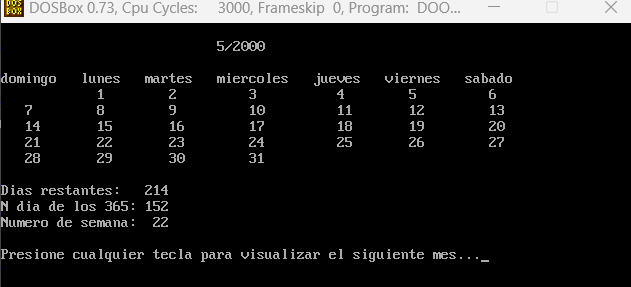 DOS BOX DOSBox 0.73, Cpu Cycles: 3000, Frameskip 0, Program: DOO...
5/2000
domingo lunes martes miercoles jueves viernes sabado
1 2 3 4 5 6
7 8 9 10 11 12 13
14 15 16 17 18 19 20
21 22 23 24 25 26 27
28 29 30 31
Dias restantes: 214
N dia de los 365: 152
Numero de semana: 22
Presione cualquier tecla para visualizar el siguiente mes..._